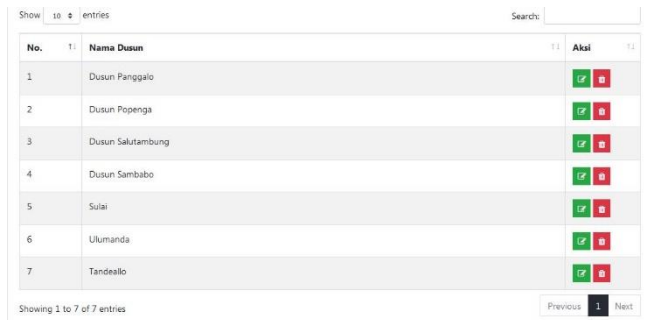 Show 10 entries Search:
No. Nama Dusun Aksi
1 Dusun Panggalo
2 Dusun Popenga
3 Dusun Salutambung
4 Dusun Sambabo
5 Sulai
6 Ulumanda
7 Tandeallo
Showing 1 to 7 of 7 entries Previous 1 Next